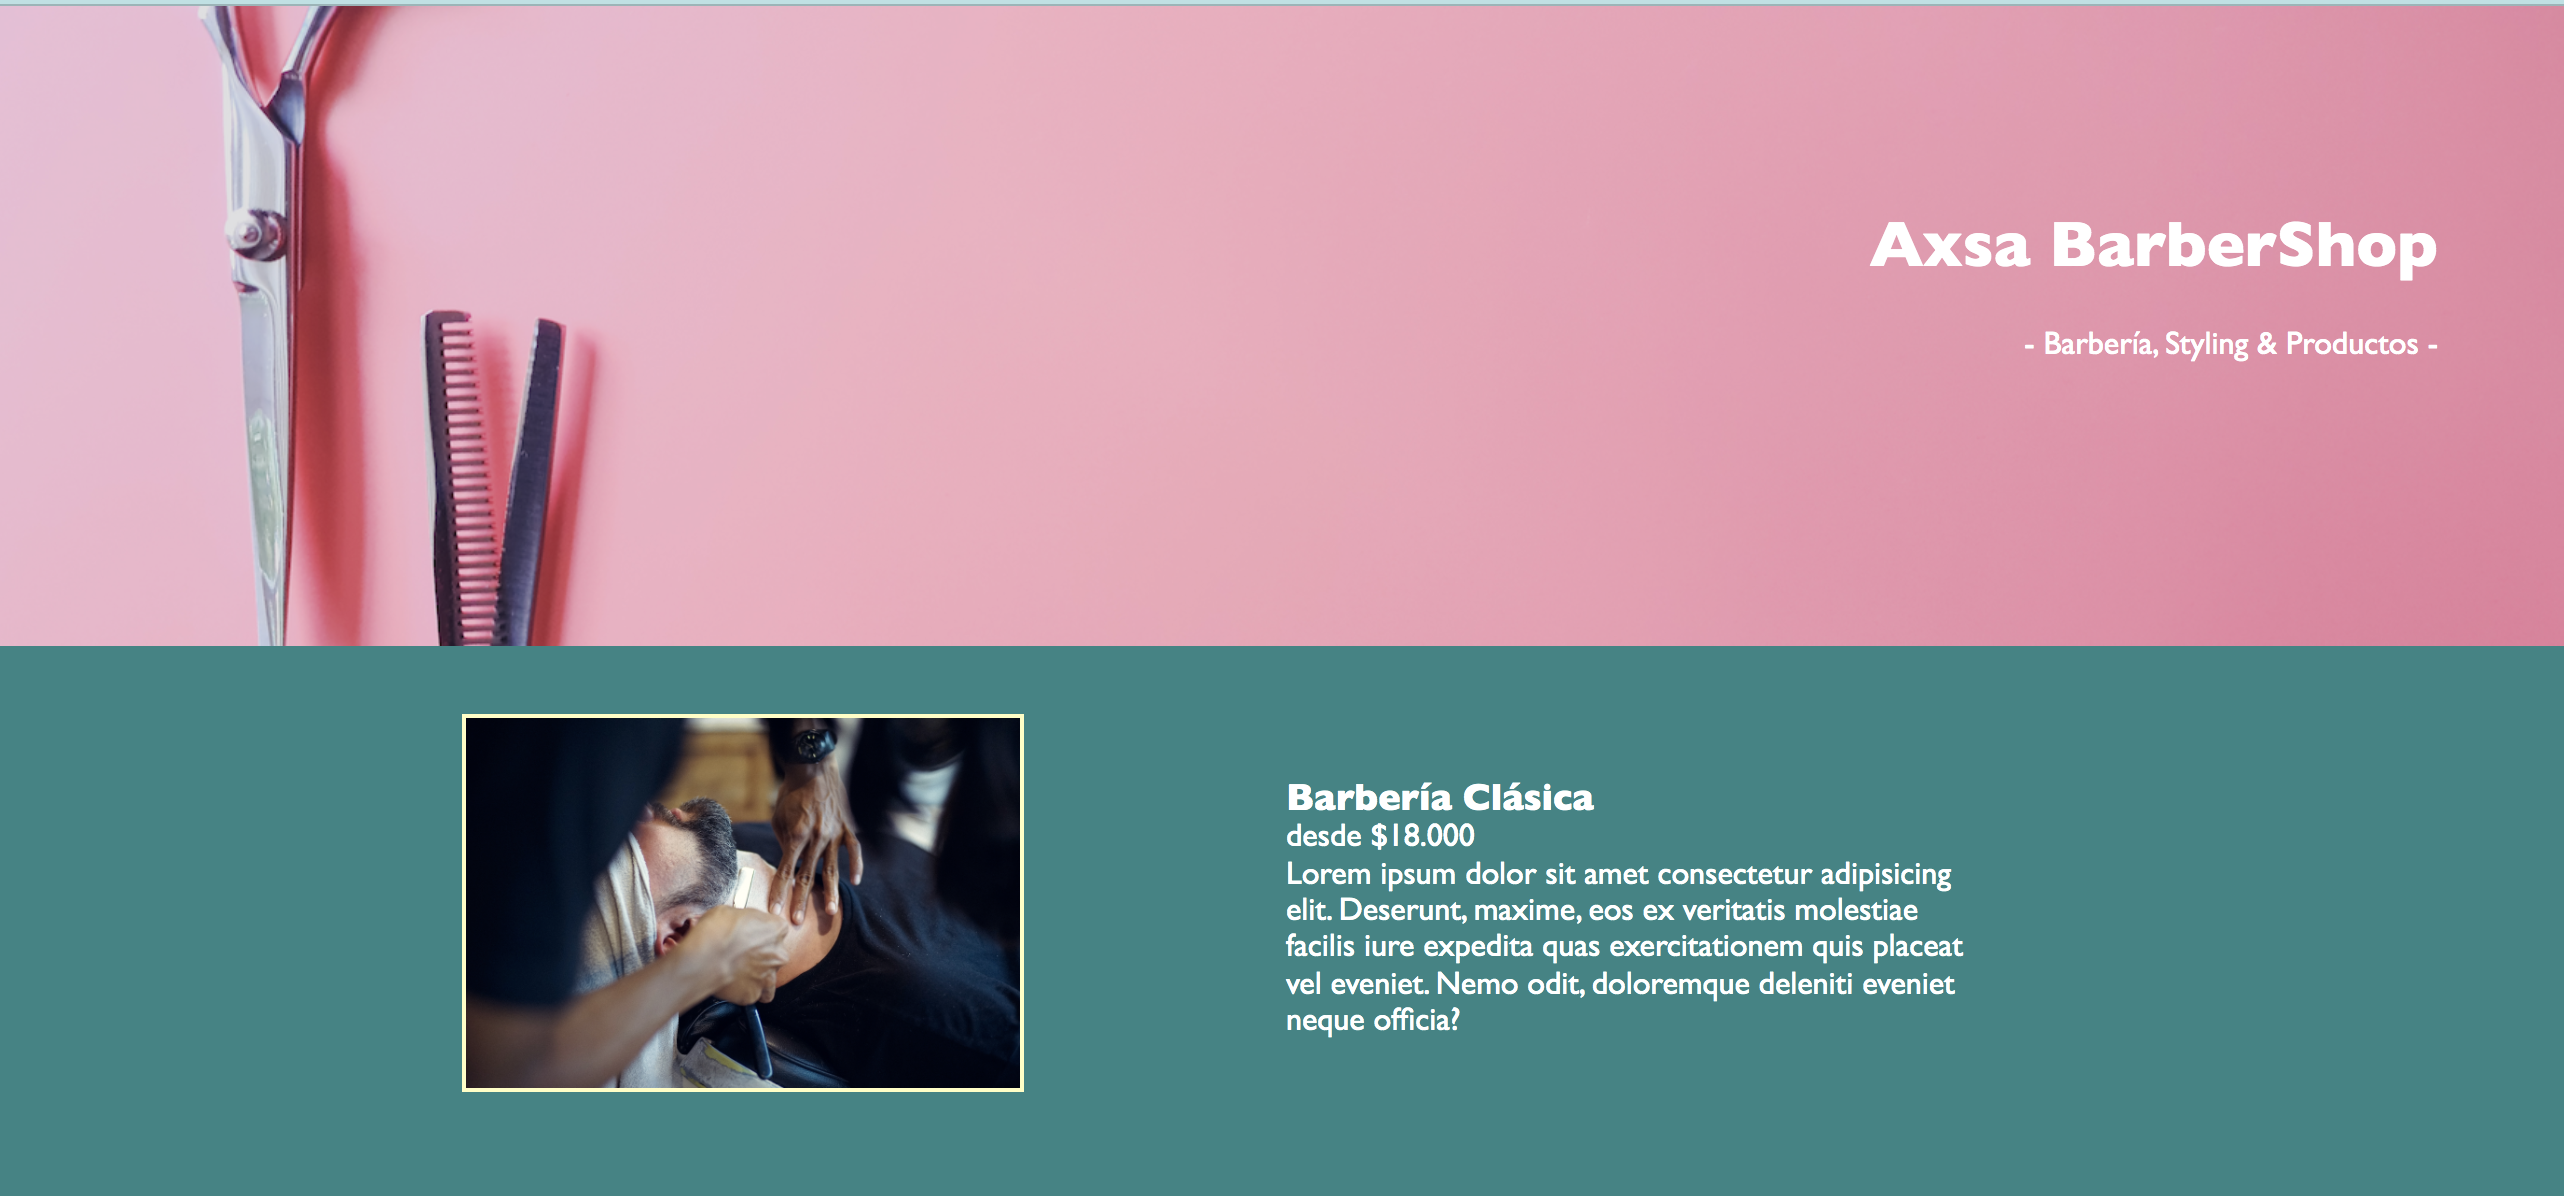 Axsa BarberShop
- Barbería, Styling & Productos -
Barbería Clásica
desde $18.000
Lorem ipsum dolor sit amet consectetur adipisicing
elit. Deserunt, maxime, eos ex veritatis molestiae
facilis iure expedita quas exercitationem quis placeat
vel eveniet. Nemo odit, doloremque deleniti eveniet
neque officia?